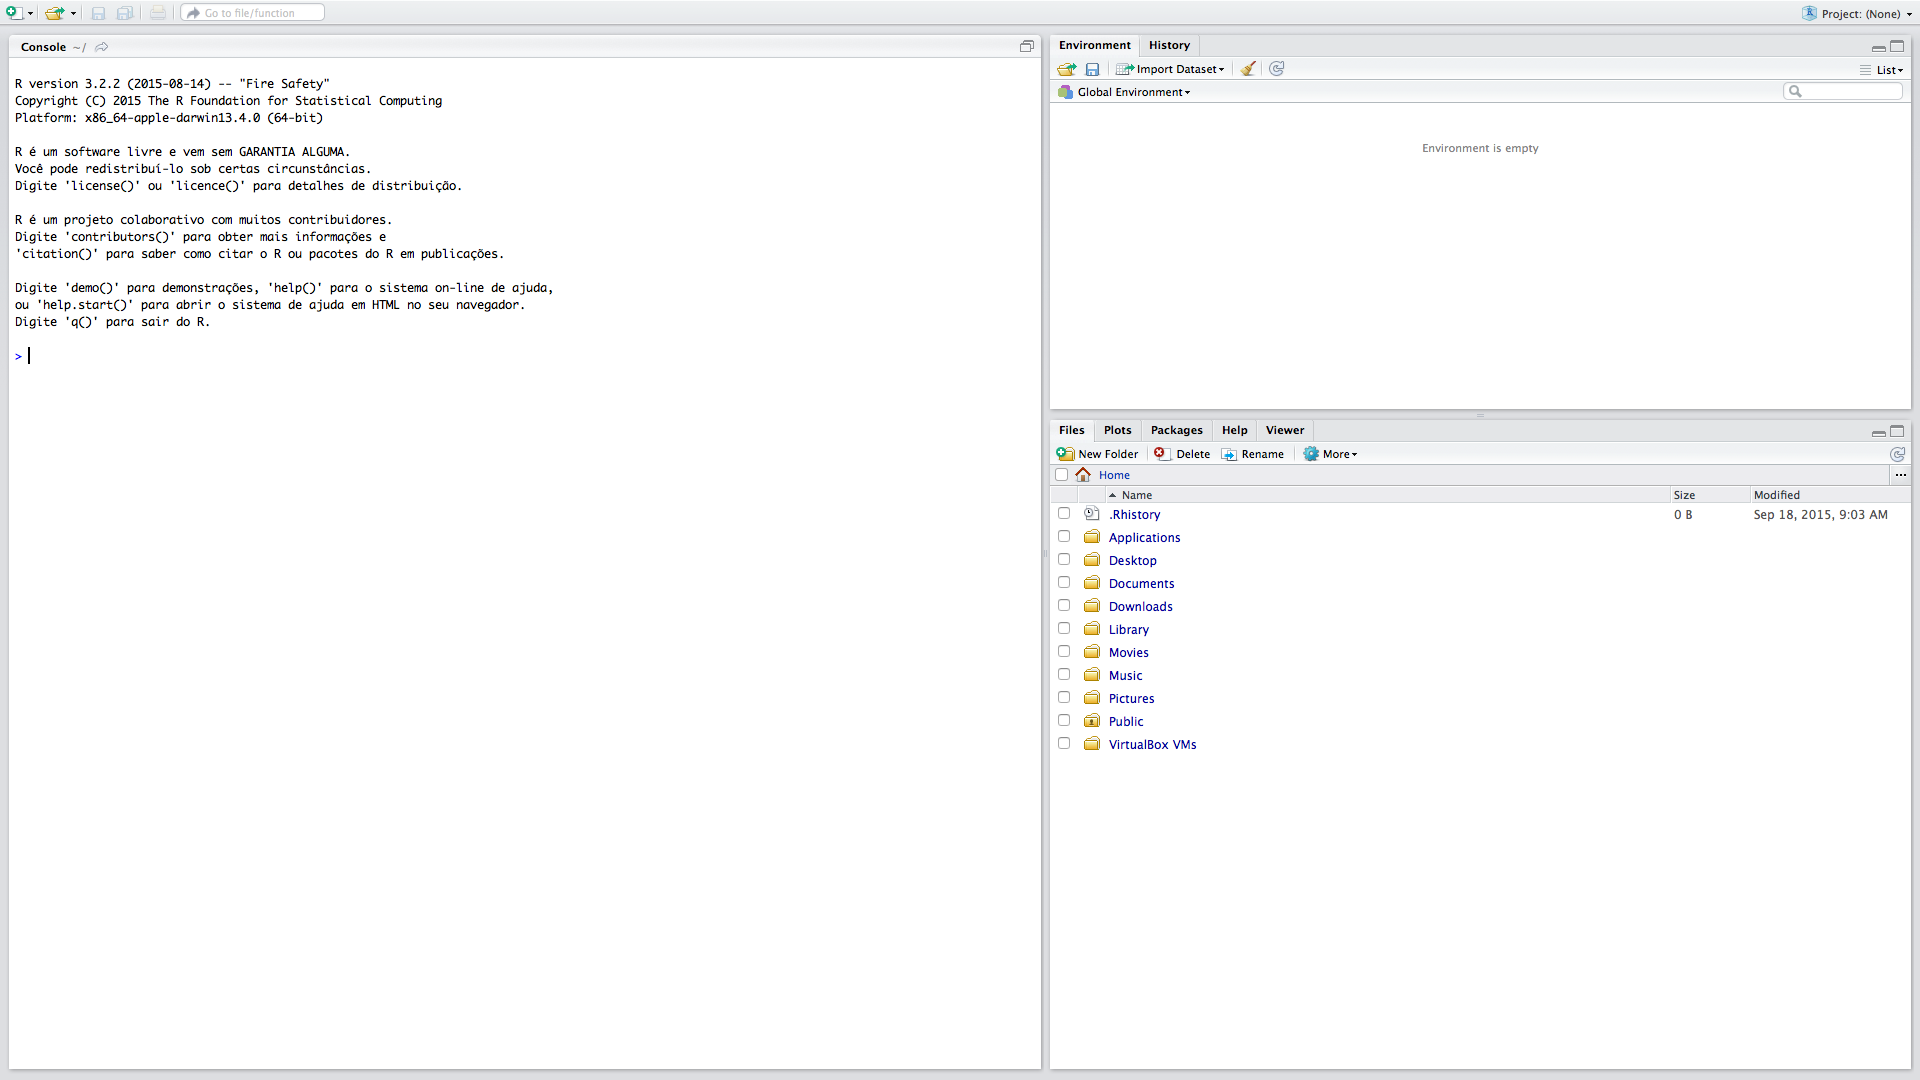 Go to file/function
Project: (None)
Console ~/
R version 3.2.2 (2015-08-14) -- "Fire Safety"
Copyright (C) 2015 The R Foundation for Statistical Computing
Platform: x86_64-apple-darwin13.4.0 (64-bit)
R é um software livre e vem sem GARANTIA ALGUMA.
Você pode redistribuí-lo sob certas circunstâncias.
Digite 'license()' ou 'licence()' para detalhes de distribuição.
R é um projeto colaborativo com muitos contribuidores.
Digite 'contributors()' para obter mais informações e
'citation()' para saber como citar o R ou pacotes do R em publicações.
Digite 'demo()' para demonstrações, 'help()' para o sistema on-line de ajuda,
ou 'help.start()' para abrir o sistema de ajuda em HTML no seu navegador.
Digite 'q()' para sair do R.
>
Environment History
Import Dataset List
Global Environment
Environment is empty
Files Plots Packages Help Viewer
New Folder Delete Rename More
Home ...
Name Size Modified
.Rhistory 0 B Sep 18, 2015, 9:03 AM
Applications
Desktop
Documents
Downloads
Library
Movies
Music
Pictures
Public
VirtualBox VMs